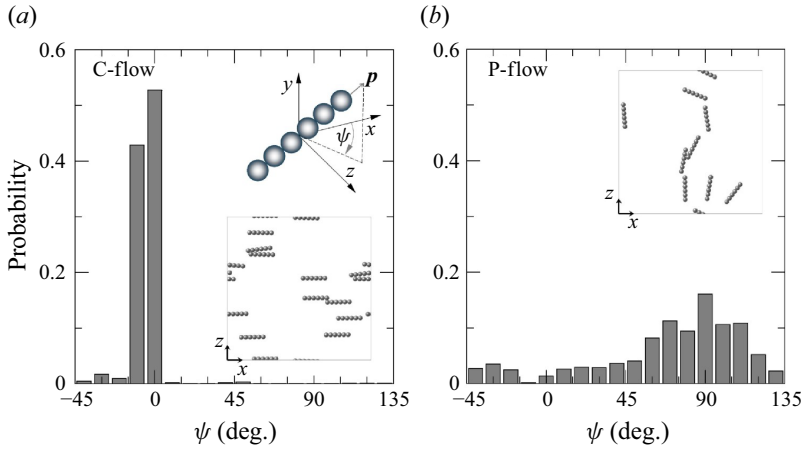 (a)
C-flow
0.6
0.4
0.2
0
Probability
y
p
x
ψ
z
z
x
−45 0 45 90 135
ψ (deg.)
(b)
P-flow
0.6
0.4
0.2
0
z
x
−45 0 45 90 135
ψ (deg.)